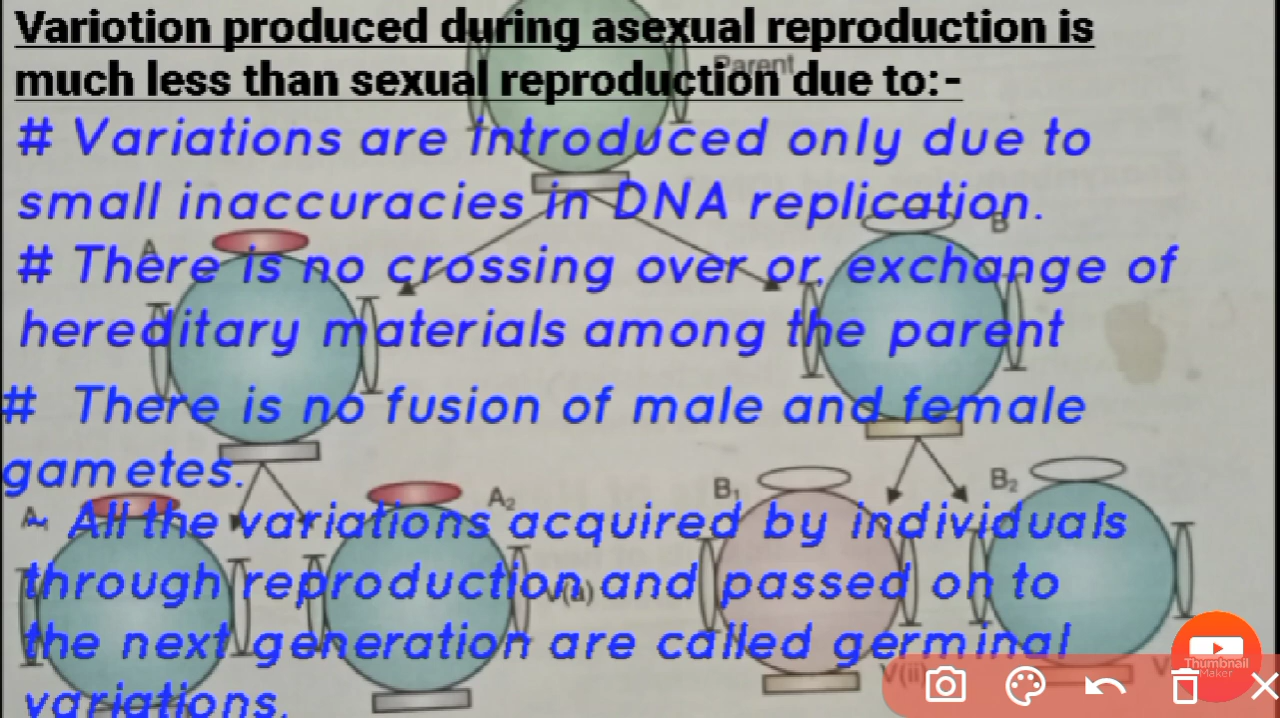 Variotion produced during asexual reproduction is
much less than sexual reproduction due to:-
Parent
# Variations are introduced only due to
small inaccuracies in DNA replication.
A
B
# There is no crossing over or, exchange of
hereditary materials among the parent
# There is no fusion of male and female
gametes.
A₁
A₂
B₁
B₂
~ All the variations acquired by individuals
through reproduction and passed on to
V(ii)
the next generation are called germinal
V(iii)
variations.
Thumbnail
Maker